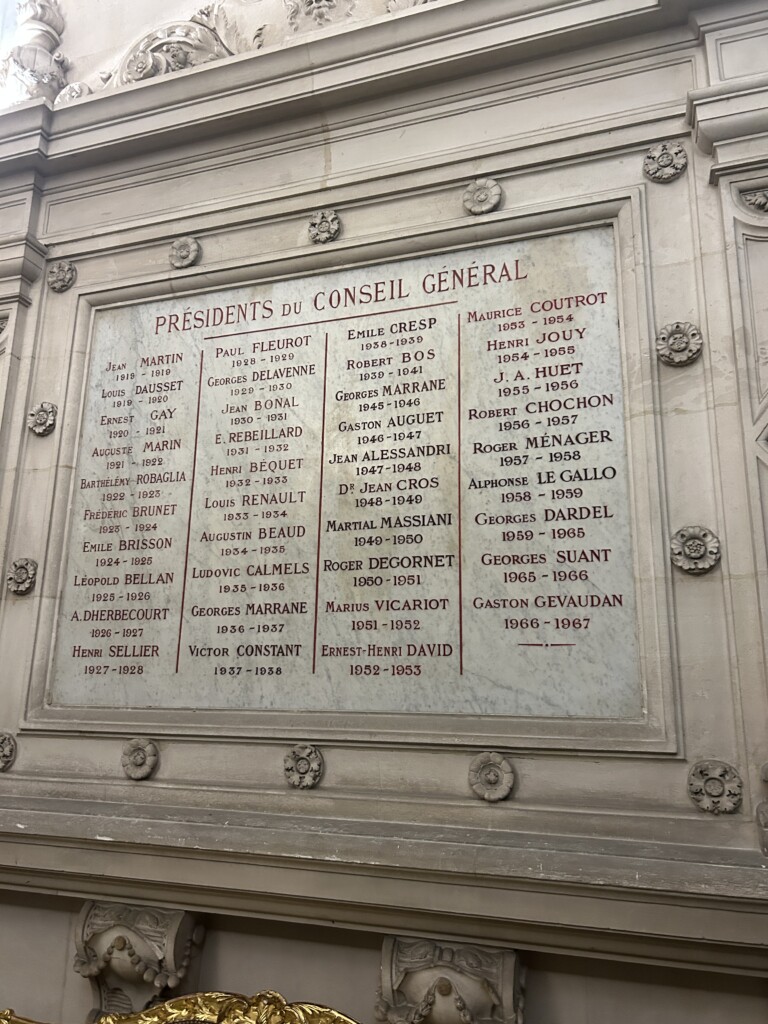 PRÉSIDENTS DU CONSEIL GÉNÉRAL
JEAN MARTIN
1919 - 1919
LOUIS DAUSSET
1919 - 1920
ERNEST GAY
1920 - 1921
AUGUSTE MARIN
1921 - 1922
BARTHÉLÉMY ROBAGLIA
1922 - 1923
FRÉDÉRIC BRUNET
1923 - 1924
EMILE BRISSON
1924 - 1925
LÉOPOLD BELLAN
1925 - 1926
A. DHERBECOURT
1926 - 1927
HENRI SELLIER
1927 - 1928
PAUL FLEUROT
1928 - 1929
GEORGES DELAVENNE
1929 - 1930
JEAN BONAL
1930 - 1931
E. REBEILLARD
1931 - 1932
HENRI BÉQUET
1932 - 1933
LOUIS RENAULT
1933 - 1934
AUGUSTIN BEAUD
1934 - 1935
LUDOVIC CALMELS
1935 - 1936
GEORGES MARRANE
1936 - 1937
VICTOR CONSTANT
1937 - 1938
EMILE CRESP
1938 - 1939
ROBERT BOS
1939 - 1941
GEORGES MARRANE
1945 - 1946
GASTON AUGUET
1946 - 1947
JEAN ALESSANDRI
1947 - 1948
DR JEAN CROS
1948 - 1949
MARTIAL MASSIANI
1949 - 1950
ROGER DEGORNET
1950 - 1951
MARIUS VICARIOT
1951 - 1952
ERNEST-HENRI DAVID
1952 - 1953
MAURICE COUTROT
1953 - 1954
HENRI JOUY
1954 - 1955
J. A. HUET
1955 - 1956
ROBERT CHOCHON
1956 - 1957
ROGER MÉNAGER
1957 - 1958
ALPHONSE LE GALLO
1958 - 1959
GEORGES DARDEL
1959 - 1965
GEORGES SUANT
1965 - 1966
GASTON GEVAUDAN
1966 - 1967